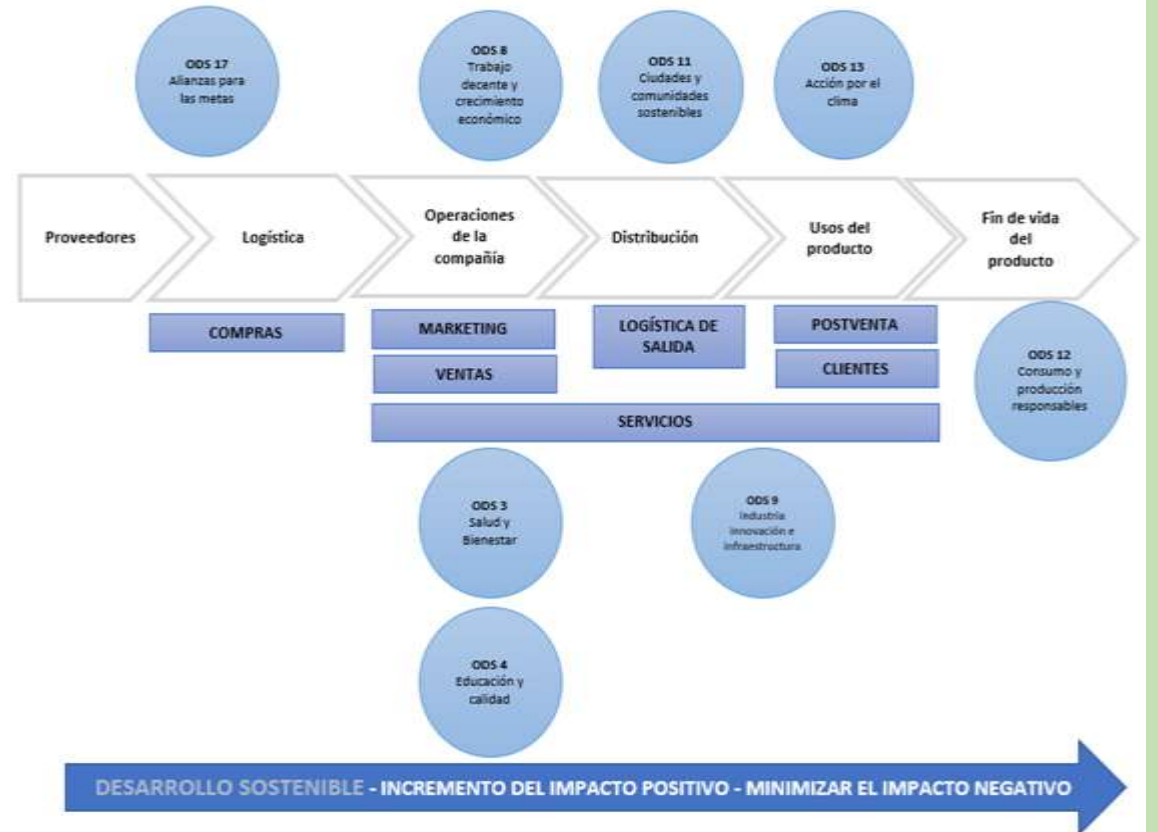 ODS 17
Alianzas para
las metas
ODS 8
Trabajo
decente y
crecimiento
económico
ODS 11
Ciudades y
comunidades
sostenibles
ODS 13
Acción por el
clima
Proveedores
Logística
Operaciones
de la
compañía
Distribución
Usos del
producto
Fin de vida
del
producto
COMPRAS
MARKETING
VENTAS
LOGÍSTICA DE
SALIDA
POSTVENTA
CLIENTES
SERVICIOS
ODS 12
Consumo y
producción
responsables
ODS 3
Salud y
Bienestar
ODS 9
Industria
Innovación e
infraestructura
ODS 4
Educación y
calidad
DESARROLLO SOSTENIBLE - INCREMENTO DEL IMPACTO POSITIVO - MINIMIZAR EL IMPACTO NEGATIVO